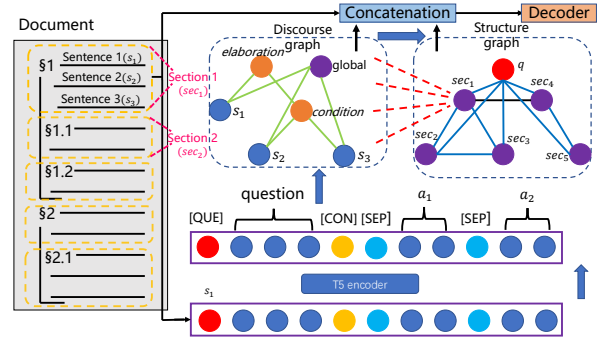 Document
§1
Sentence 1(s₁)
Sentence 2(s₂)
Sentence 3(s₃)
§1.1
§1.2
§2
§2.1
Section 1
(sec₁)
Section 2
(sec₂)
Concatenation
Decoder
Discourse
graph
elaboration
global
condition
s₁
s₂
s₃
Structure
graph
q
sec₁
sec₄
sec₂
sec₃
sec₅
question
a₁
a₂
[QUE]
[CON]
[SEP]
[SEP]
T5 encoder
s₁